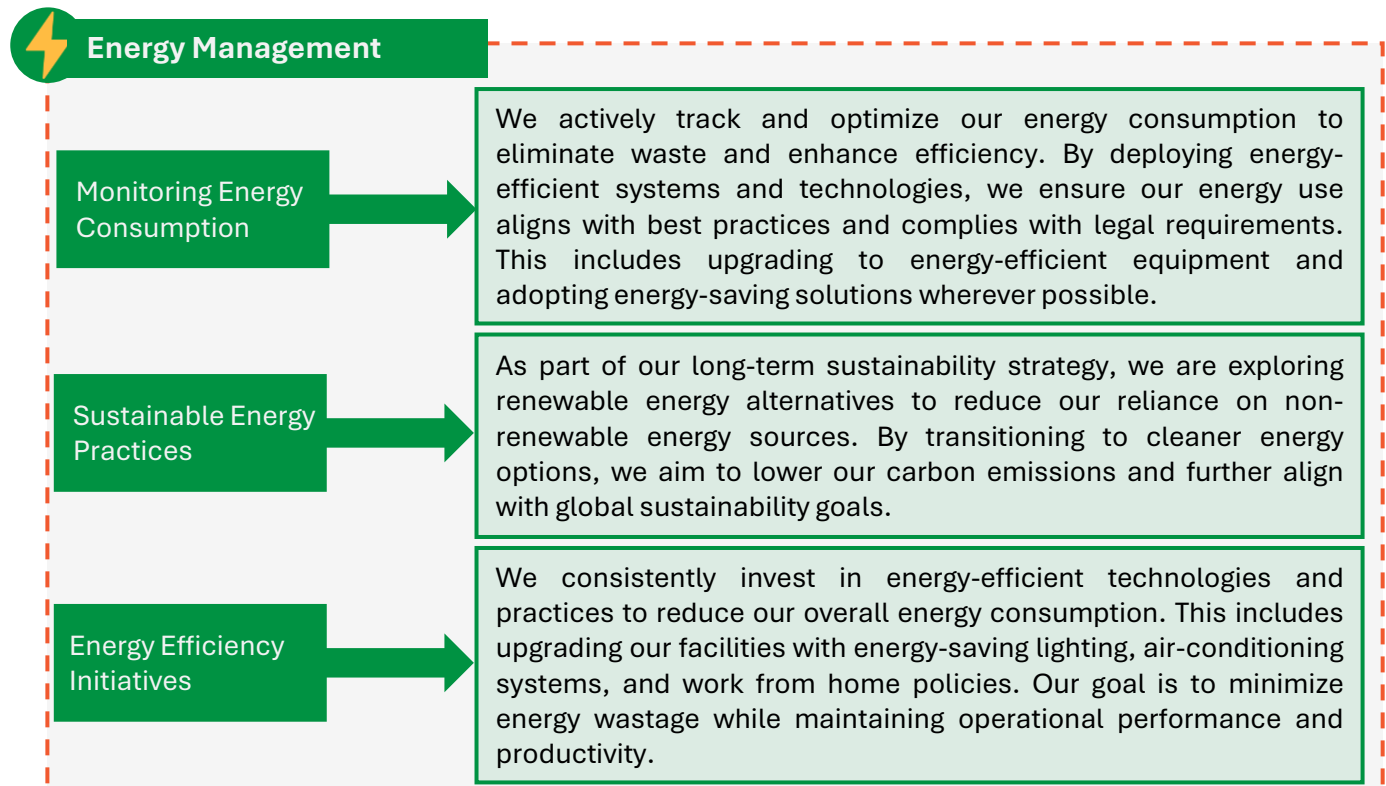 Energy Management
Monitoring Energy
Consumption
We actively track and optimize our energy consumption to
eliminate waste and enhance efficiency. By deploying energy-
efficient systems and technologies, we ensure our energy use
aligns with best practices and complies with legal requirements.
This includes upgrading to energy-efficient equipment and
adopting energy-saving solutions wherever possible.
Sustainable Energy
Practices
As part of our long-term sustainability strategy, we are exploring
renewable energy alternatives to reduce our reliance on non-
renewable energy sources. By transitioning to cleaner energy
options, we aim to lower our carbon emissions and further align
with global sustainability goals.
Energy Efficiency
Initiatives
We consistently invest in energy-efficient technologies and
practices to reduce our overall energy consumption. This includes
upgrading our facilities with energy-saving lighting, air-conditioning
systems, and work from home policies. Our goal is to minimize
energy wastage while maintaining operational performance and
productivity.